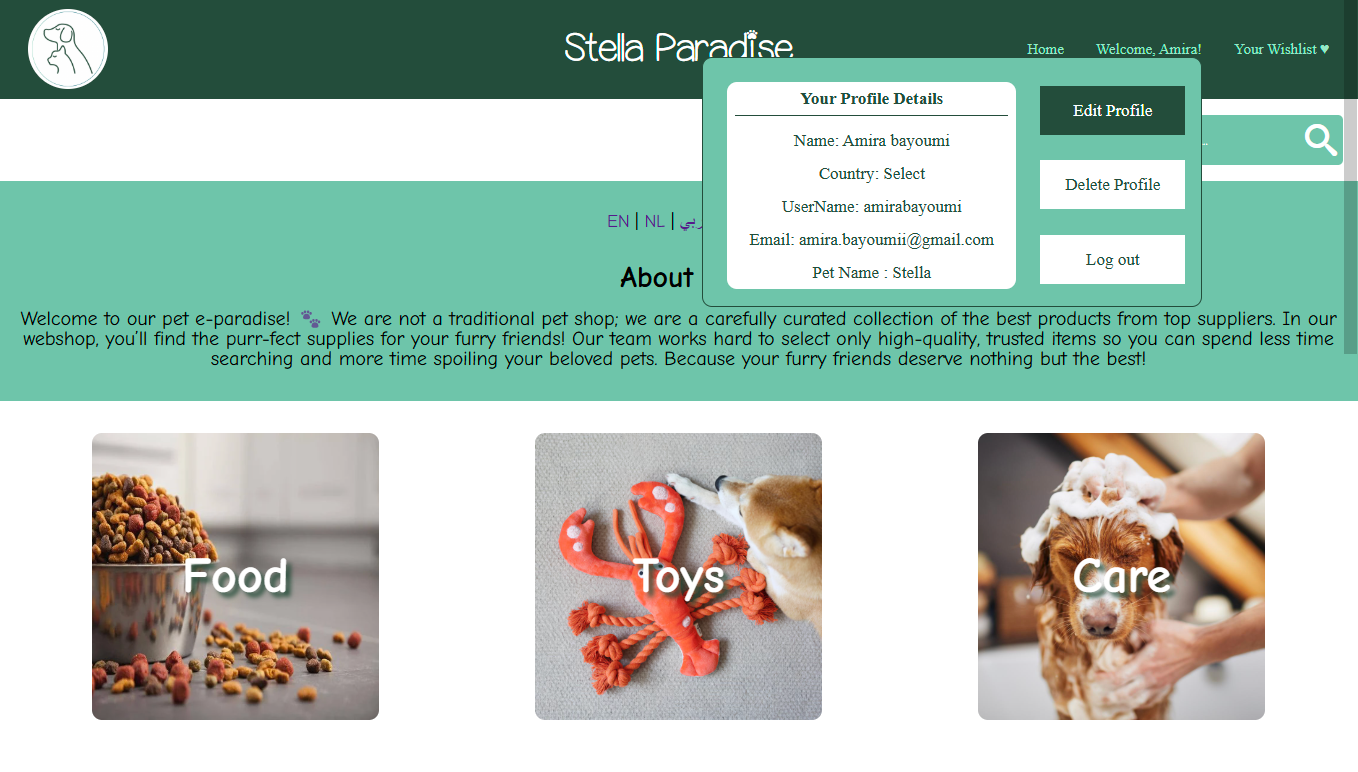 Stella Paradise
Home
Welcome, Amira!
Your Wishlist ♥
Your Profile Details
Name: Amira bayoumi
Country: Select
UserName: amirabayoumi
Email: amira.bayoumii@gmail.com
Pet Name : Stella
Edit Profile
Delete Profile
Log out
EN | NL |
About
Welcome to our pet e-paradise! 🐾 We are not a traditional pet shop; we are a carefully curated collection of the best products from top suppliers. In our
webshop, you'll find the purr-fect supplies for your furry friends! Our team works hard to select only high-quality, trusted items so you can spend less time
searching and more time spoiling your beloved pets. Because your furry friends deserve nothing but the best!
Food
Toys
Care